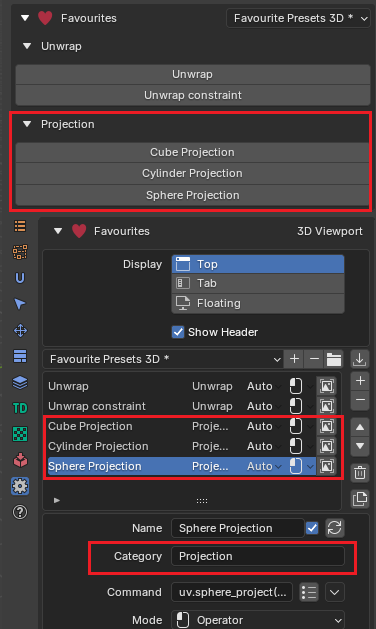 Favourites Favourite Presets 3D *
Unwrap
Unwrap
Unwrap constraint
Projection
Cube Projection
Cylinder Projection
Sphere Projection
Favourites 3D Viewport
Display Top
Tab
Floating
Show Header
Favourite Presets 3D *
Unwrap Unwrap Auto
Unwrap constraint Unwrap Auto
Cube Projection Proje... Auto
Cylinder Projection Proje... Auto
Sphere Projection Proje... Auto
TD
Name Sphere Projection
Category Projection
Command uv.sphere_project(...
Mode Operator